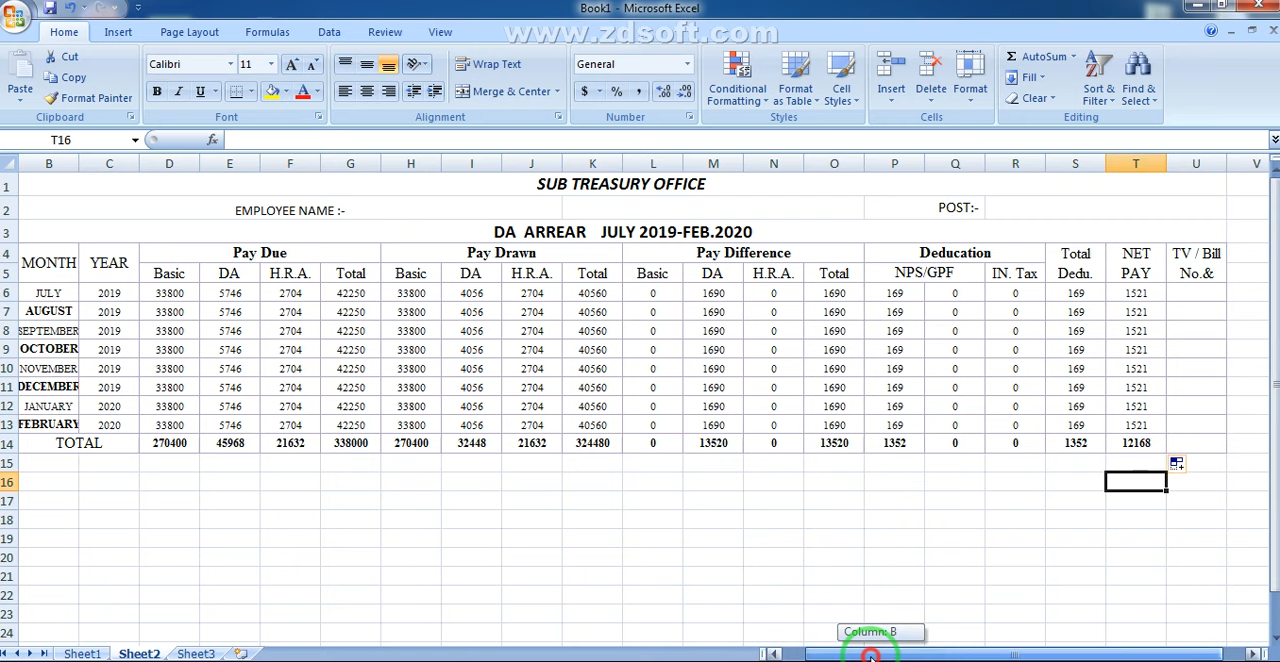 Book1 - Microsoft Excel
Home Insert Page Layout Formulas Data Review View
www.zdsoft.com
Cut Calibri 11 Wrap Text General AutoSum
Copy Fill
Paste Format Painter B I U A Merge & Center $ % , Conditional Formatting Format as Table Cell Styles Insert Delete Format Clear Sort & Filter Find & Select
Clipboard Font Alignment Number Styles Cells Editing
T16 fx
B C D E F G H I J K L M N O P Q R S T U V
1 SUB TREASURY OFFICE
2 EMPLOYEE NAME :- POST:-
3 DA ARREAR JULY 2019-FEB.2020
4 MONTH YEAR Pay Due Pay Drawn Pay Difference Deducation Total NET TV / Bill
5 Basic DA H.R.A. Total Basic DA H.R.A. Total Basic DA H.R.A. Total NPS/GPF IN. Tax Dedu. PAY No.&
6 JULY 2019 33800 5746 2704 42250 33800 4056 2704 40560 0 1690 0 1690 169 0 0 169 1521
7 AUGUST 2019 33800 5746 2704 42250 33800 4056 2704 40560 0 1690 0 1690 169 0 0 169 1521
8 SEPTEMBER 2019 33800 5746 2704 42250 33800 4056 2704 40560 0 1690 0 1690 169 0 0 169 1521
9 OCTOBER 2019 33800 5746 2704 42250 33800 4056 2704 40560 0 1690 0 1690 169 0 0 169 1521
10 NOVEMBER 2019 33800 5746 2704 42250 33800 4056 2704 40560 0 1690 0 1690 169 0 0 169 1521
11 DECEMBER 2019 33800 5746 2704 42250 33800 4056 2704 40560 0 1690 0 1690 169 0 0 169 1521
12 JANUARY 2020 33800 5746 2704 42250 33800 4056 2704 40560 0 1690 0 1690 169 0 0 169 1521
13 FEBRUARY 2020 33800 5746 2704 42250 33800 4056 2704 40560 0 1690 0 1690 169 0 0 169 1521
14 TOTAL 270400 45968 21632 338000 270400 32448 21632 324480 0 13520 0 13520 1352 0 0 1352 12168
15
16
17
18
19
20
21
22
23
24
Column: B
Sheet1 Sheet2 Sheet3